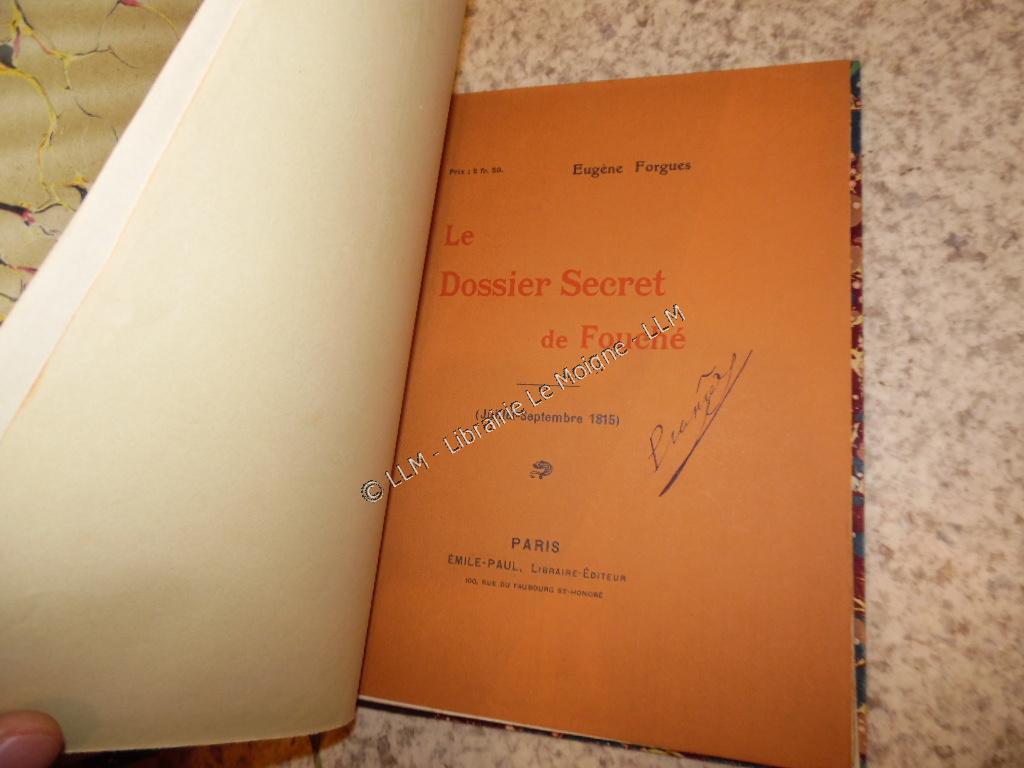 Prix : 2 fr. 50.
Eugène Forgues
Le
Dossier Secret
de Fouché
Septembre 1815)
© LLM - Librairie Le Moigne - LLM
PARIS
ÉMILE-PAUL, LIBRAIRE-ÉDITEUR
100, RUE DU FAUBOURG ST-HONORÉ